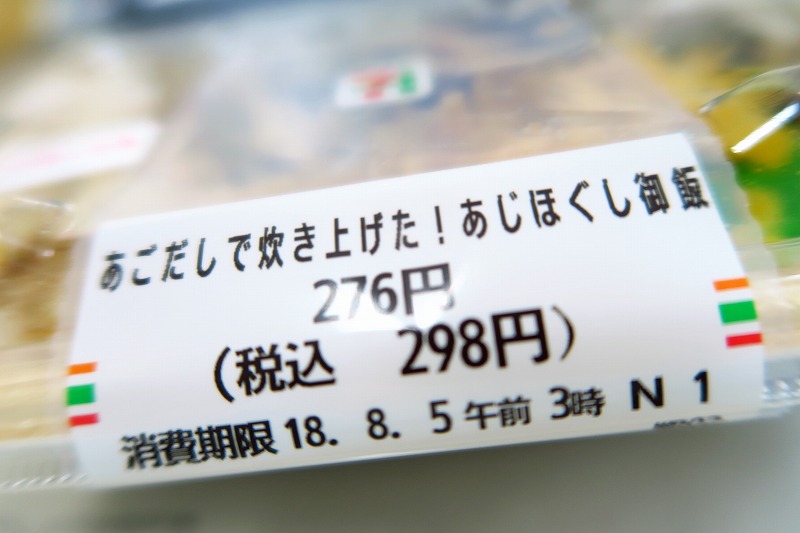 あごだしで炊き上げた!あじほぐし御飯
276円
(税込 298円)
消費期限 18. 8. 5 午前 3時 N 1